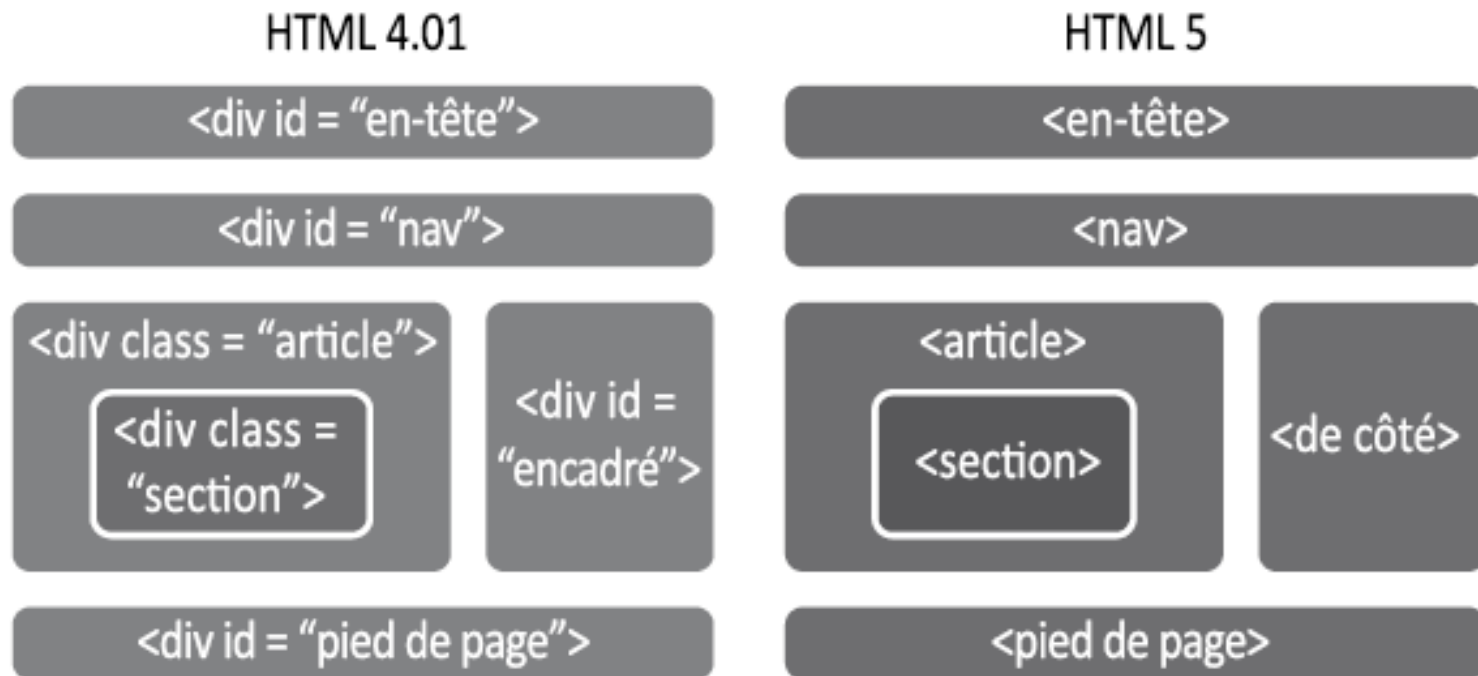 HTML 4.01
<div id = “en-tête”>
<div id = “nav”>
<div class = “article”>
<div class =
“section”>
<div id =
“encadré”>
<div id = “pied de page”>
HTML 5
<en-tête>
<nav>
<article>
<section>
<de côté>
<pied de page>